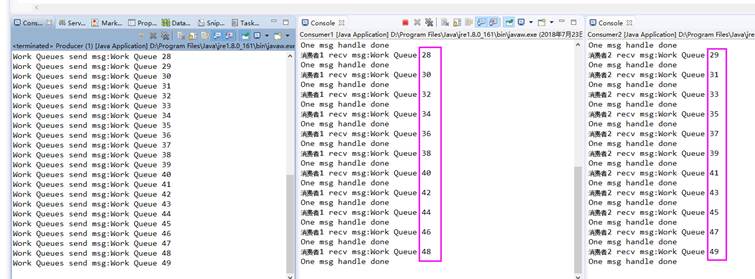 Cons...
Serv...
Mark...
Prop...
Data...
Snip...
Task...
<terminated> Producer (1) [Java Application] D:\Program Files\Java\jre1.8.0_161\bin\javaw.exe
Work Queues send msg:Work Queue 28
Work Queues send msg:Work Queue 29
Work Queues send msg:Work Queue 30
Work Queues send msg:Work Queue 31
Work Queues send msg:Work Queue 32
Work Queues send msg:Work Queue 33
Work Queues send msg:Work Queue 34
Work Queues send msg:Work Queue 35
Work Queues send msg:Work Queue 36
Work Queues send msg:Work Queue 37
Work Queues send msg:Work Queue 38
Work Queues send msg:Work Queue 39
Work Queues send msg:Work Queue 40
Work Queues send msg:Work Queue 41
Work Queues send msg:Work Queue 42
Work Queues send msg:Work Queue 43
Work Queues send msg:Work Queue 44
Work Queues send msg:Work Queue 45
Work Queues send msg:Work Queue 46
Work Queues send msg:Work Queue 47
Work Queues send msg:Work Queue 48
Work Queues send msg:Work Queue 49
Console
Consumer1 [Java Application] D:\Program Files\Java\jre1.8.0_161\bin\javaw.exe (2018年7月23日
One msg handle done
消费者1 recv msg:Work Queue 28
One msg handle done
消费者1 recv msg:Work Queue 30
One msg handle done
消费者1 recv msg:Work Queue 32
One msg handle done
消费者1 recv msg:Work Queue 34
One msg handle done
消费者1 recv msg:Work Queue 36
One msg handle done
消费者1 recv msg:Work Queue 38
One msg handle done
消费者1 recv msg:Work Queue 40
One msg handle done
消费者1 recv msg:Work Queue 42
One msg handle done
消费者1 recv msg:Work Queue 44
One msg handle done
消费者1 recv msg:Work Queue 46
One msg handle done
消费者1 recv msg:Work Queue 48
One msg handle done
Console
Consumer2 [Java Application] D:\Program Files\Java\jre
One msg handle done
消费者2 recv msg:Work Queue 29
One msg handle done
消费者2 recv msg:Work Queue 31
One msg handle done
消费者2 recv msg:Work Queue 33
One msg handle done
消费者2 recv msg:Work Queue 35
One msg handle done
消费者2 recv msg:Work Queue 37
One msg handle done
消费者2 recv msg:Work Queue 39
One msg handle done
消费者2 recv msg:Work Queue 41
One msg handle done
消费者2 recv msg:Work Queue 43
One msg handle done
消费者2 recv msg:Work Queue 45
One msg handle done
消费者2 recv msg:Work Queue 47
One msg handle done
消费者2 recv msg:Work Queue 49
One msg handle done